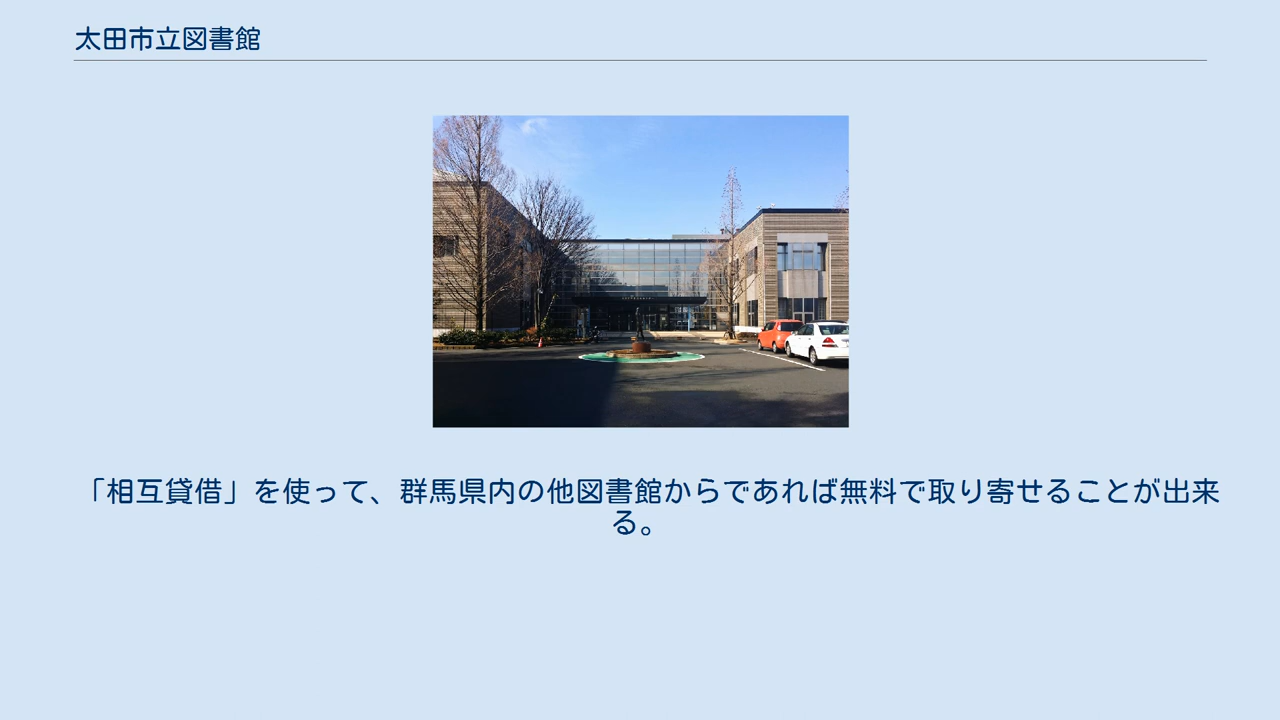 太田市立図書館
「相互貸借」を使って、群馬県内の他図書館からであれば無料で取り寄せることが出来
る。